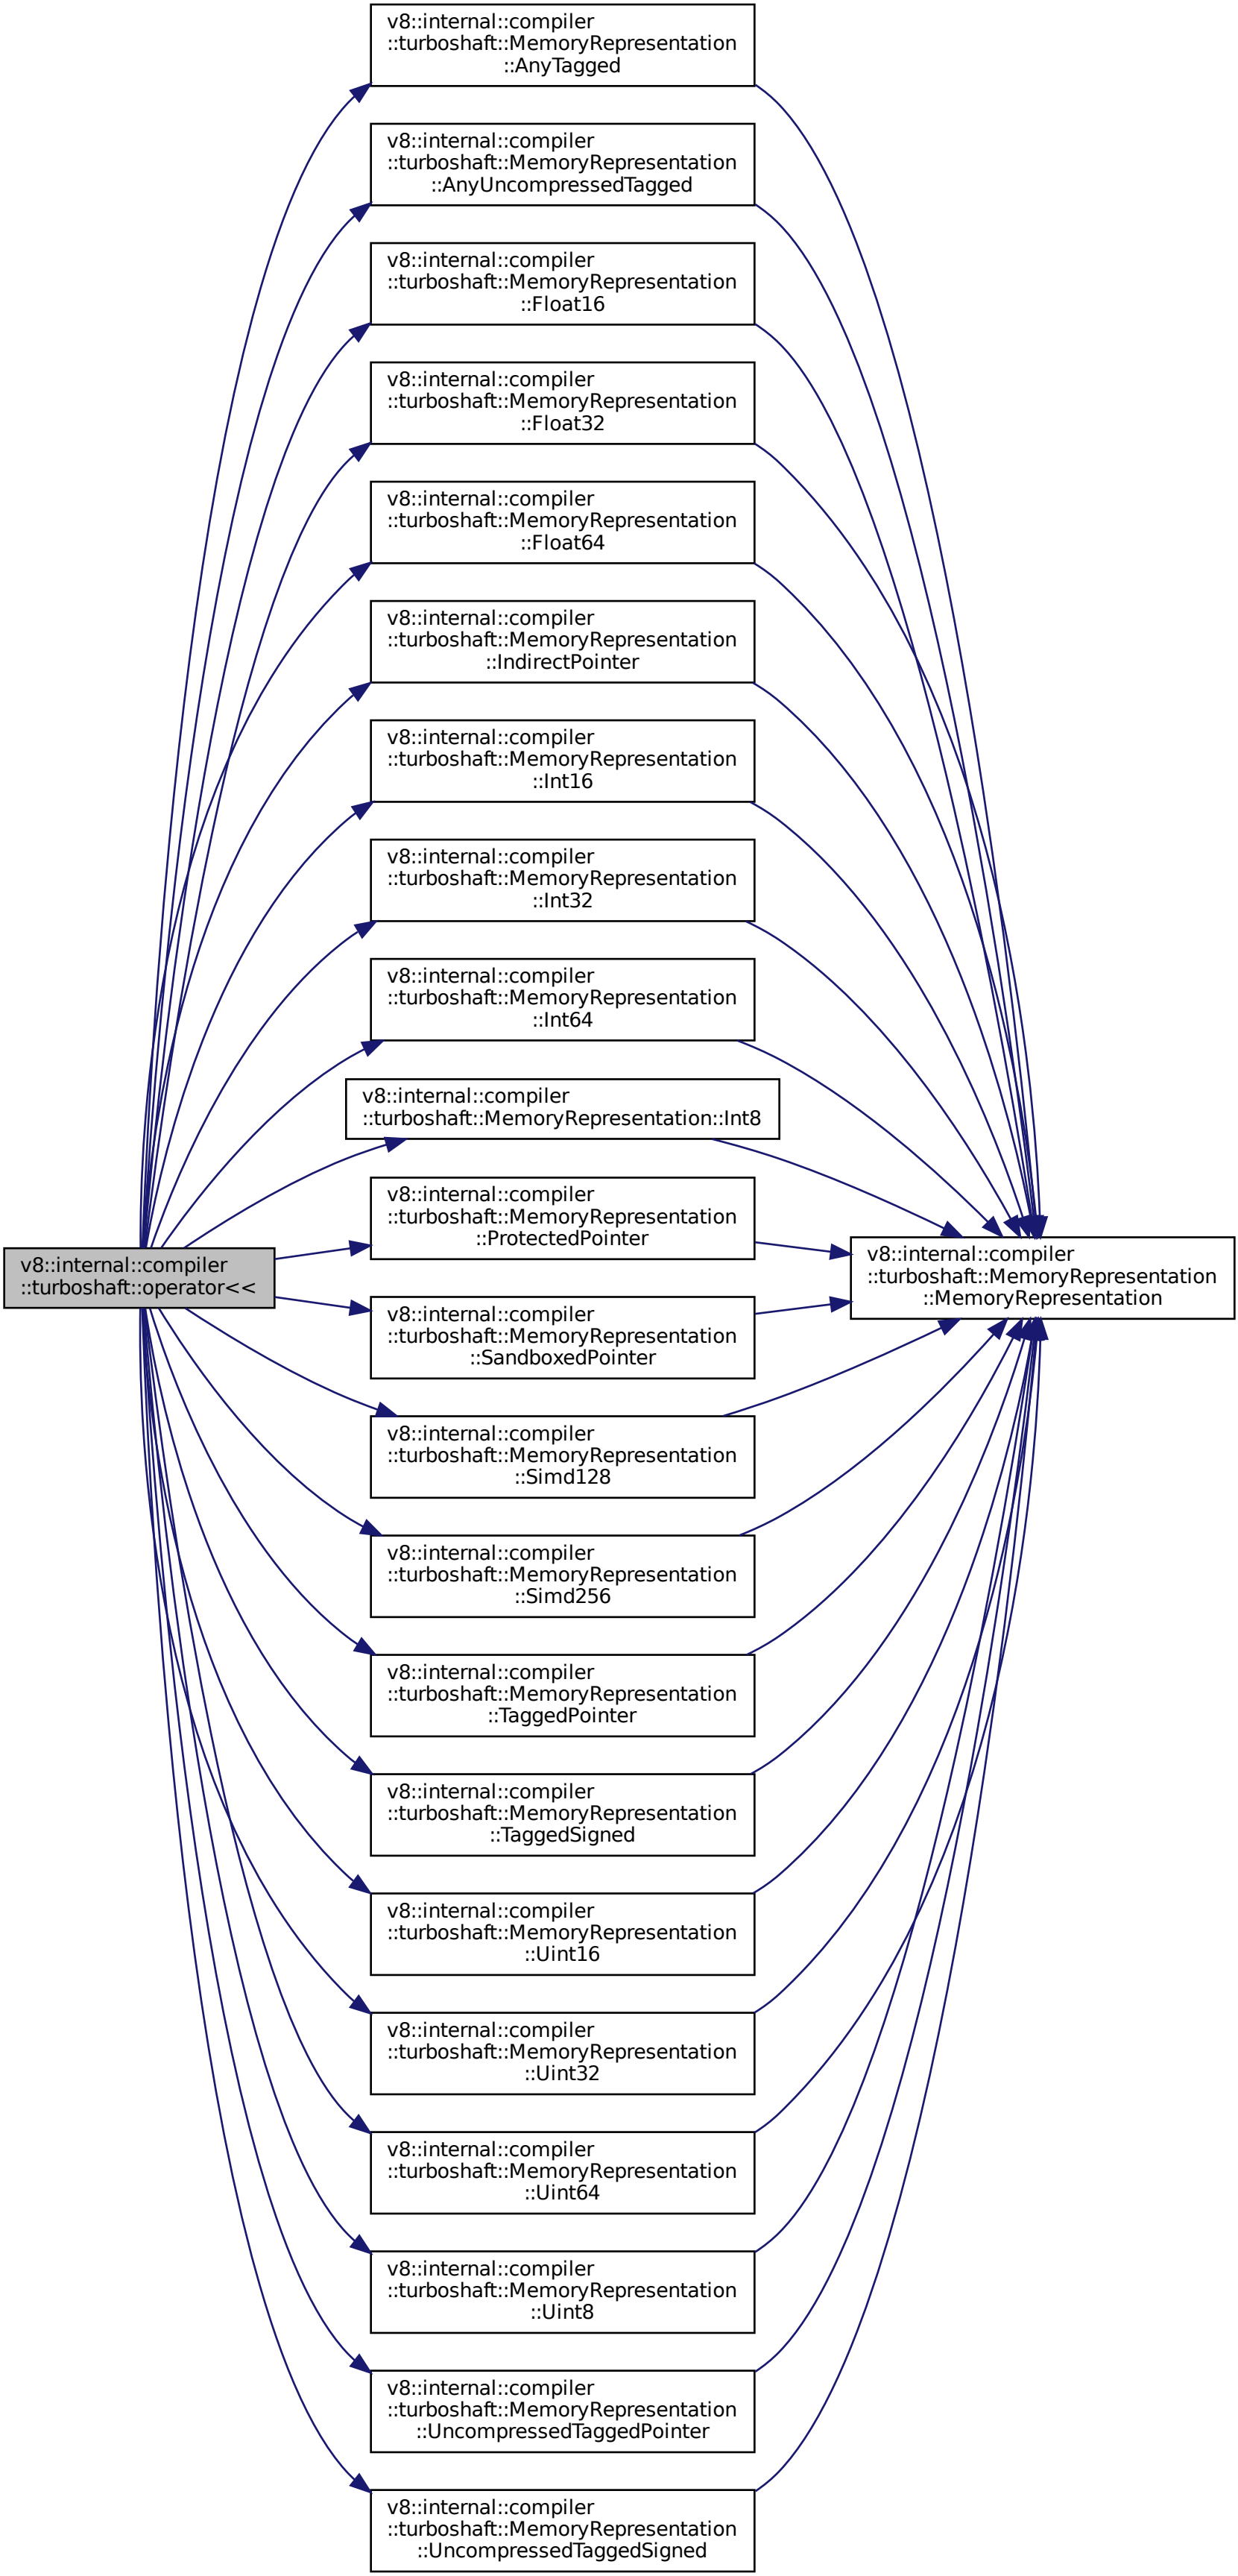 v8::internal::compiler
::turboshaft::MemoryRepresentation
::AnyTagged
v8::internal::compiler
::turboshaft::MemoryRepresentation
::AnyUncompressedTagged
v8::internal::compiler
::turboshaft::MemoryRepresentation
::Float16
v8::internal::compiler
::turboshaft::MemoryRepresentation
::Float32
v8::internal::compiler
::turboshaft::MemoryRepresentation
::Float64
v8::internal::compiler
::turboshaft::MemoryRepresentation
::IndirectPointer
v8::internal::compiler
::turboshaft::MemoryRepresentation
::Int16
v8::internal::compiler
::turboshaft::MemoryRepresentation
::Int32
v8::internal::compiler
::turboshaft::MemoryRepresentation
::Int64
v8::internal::compiler
::turboshaft::MemoryRepresentation::Int8
v8::internal::compiler
::turboshaft::MemoryRepresentation
::ProtectedPointer
v8::internal::compiler
::turboshaft::operator<<
v8::internal::compiler
::turboshaft::MemoryRepresentation
::MemoryRepresentation
v8::internal::compiler
::turboshaft::MemoryRepresentation
::SandboxedPointer
v8::internal::compiler
::turboshaft::MemoryRepresentation
::Simd128
v8::internal::compiler
::turboshaft::MemoryRepresentation
::Simd256
v8::internal::compiler
::turboshaft::MemoryRepresentation
::TaggedPointer
v8::internal::compiler
::turboshaft::MemoryRepresentation
::TaggedSigned
v8::internal::compiler
::turboshaft::MemoryRepresentation
::Uint16
v8::internal::compiler
::turboshaft::MemoryRepresentation
::Uint32
v8::internal::compiler
::turboshaft::MemoryRepresentation
::Uint64
v8::internal::compiler
::turboshaft::MemoryRepresentation
::Uint8
v8::internal::compiler
::turboshaft::MemoryRepresentation
::UncompressedTaggedPointer
v8::internal::compiler
::turboshaft::MemoryRepresentation
::UncompressedTaggedSigned